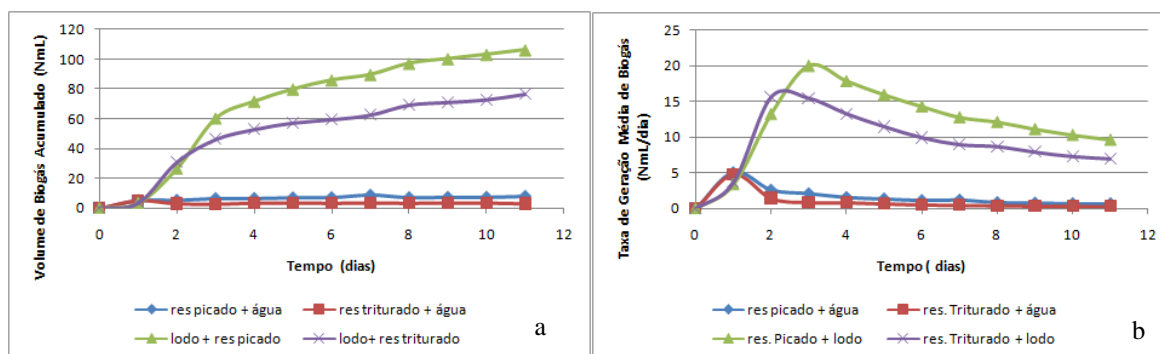 Volume de Biogás Acumulado (NmL)
120
100
80
60
40
20
0
0 2 4 6 8 10 12
Tempo (dias)
res picado + água
res triturado + água
lodo + res picado
lodo+ res triturado
a
Taxa de Geração Média de Biogás
(NmL/dia)
25
20
15
10
5
0
0 2 4 6 8 10 12
Tempo ( dias)
res picado + água
res. Triturado + água
res. Picado + lodo
res. Triturado + lodo
b